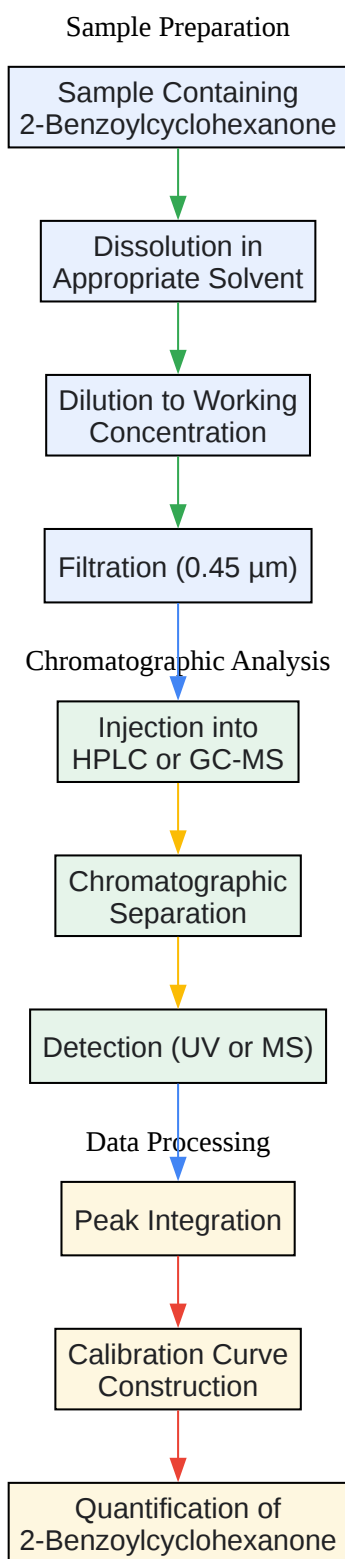 Sample Preparation
Sample Containing
2-Benzoylcyclohexanone
Dissolution in
Appropriate Solvent
Dilution to Working
Concentration
Filtration (0.45 µm)
Chromatographic Analysis
Injection into
HPLC or GC-MS
Chromatographic
Separation
Detection (UV or MS)
Data Processing
Peak Integration
Calibration Curve
Construction
Quantification of
2-Benzoylcyclohexanone